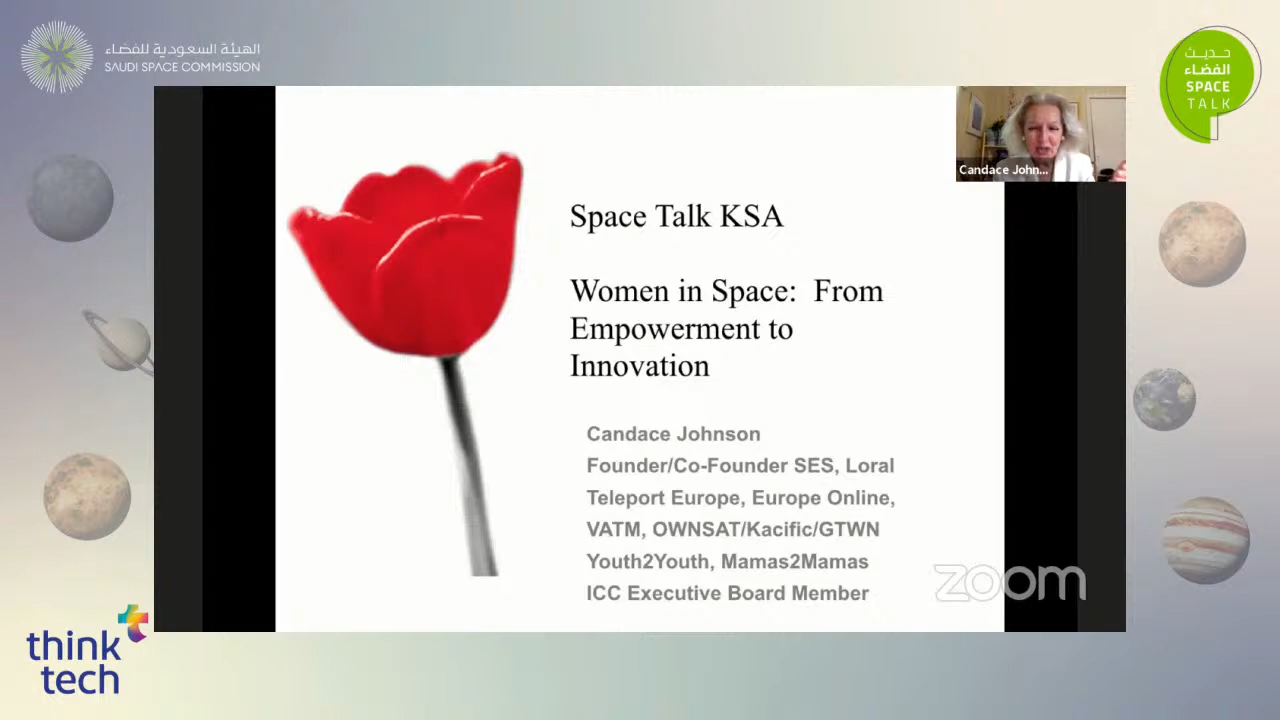 الهيئة السعودية للفضاء
SAUDI SPACE COMMISSION
حديث
الفضاء
SPACE
TALK
Candace John...
Space Talk KSA
Women in Space:  From
Empowerment to
Innovation
Candace Johnson
Founder/Co-Founder SES, Loral
Teleport Europe, Europe Online,
VATM, OWNSAT/Kacific/GTWN
Youth2Youth, Mamas2Mamas
ICC Executive Board Member
zoom
think
tech